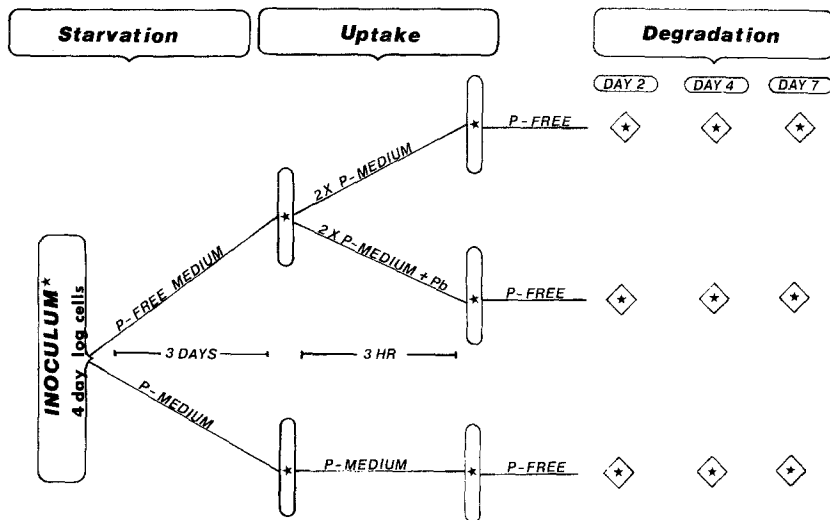 Starvation
Uptake
Degradation
DAY 2
DAY 4
DAY 7
P-FREE
2X P-MEDIUM
P-FREE MEDIUM
2X P-MEDIUM + Pb
P-FREE
INOCULUM*
4 day log cells
3 DAYS
3 HR
P-MEDIUM
P-MEDIUM
P-FREE